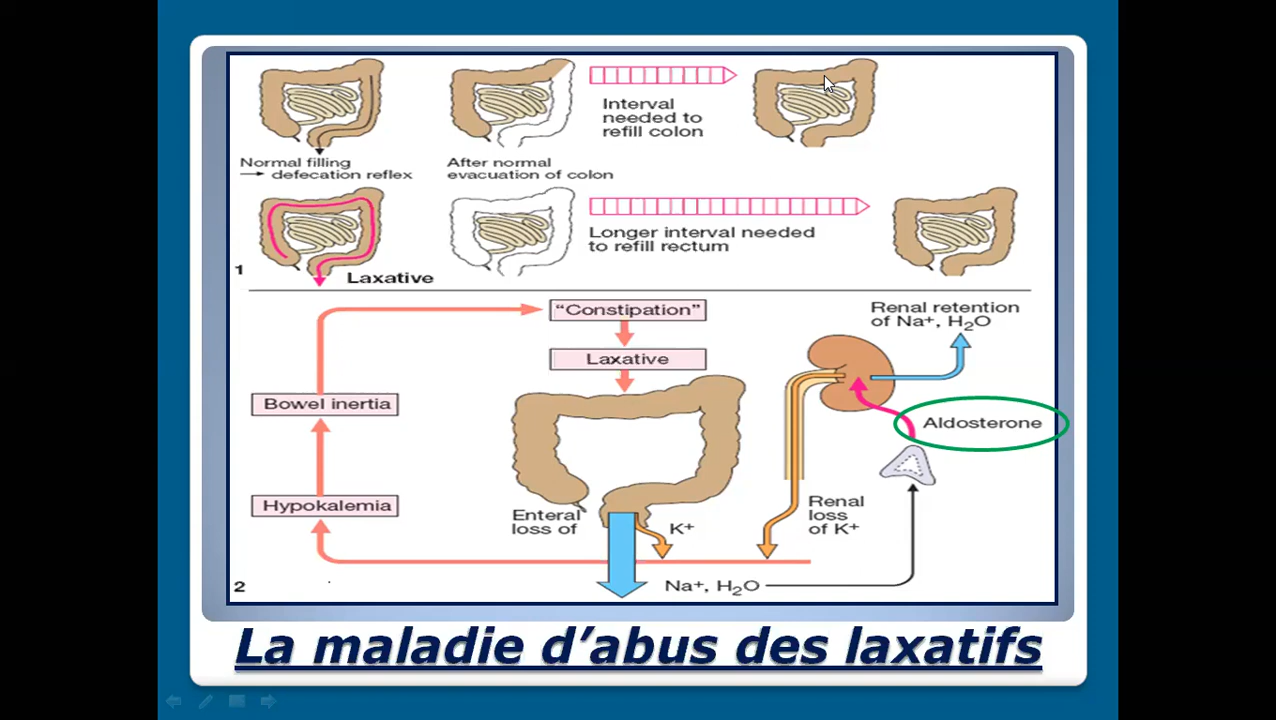 Normal filling
→ defecation reflex
After normal
evacuation of colon
Interval
needed to
refill colon
1
Laxative
Longer interval needed
to refill rectum
"Constipation"
Laxative
Bowel inertia
Hypokalemia
Enteral
loss of
K+
Na+, H2O
Renal
loss
of K+
Renal retention
of Na+, H2O
Aldosterone
2
La maladie d'abus des laxatifs